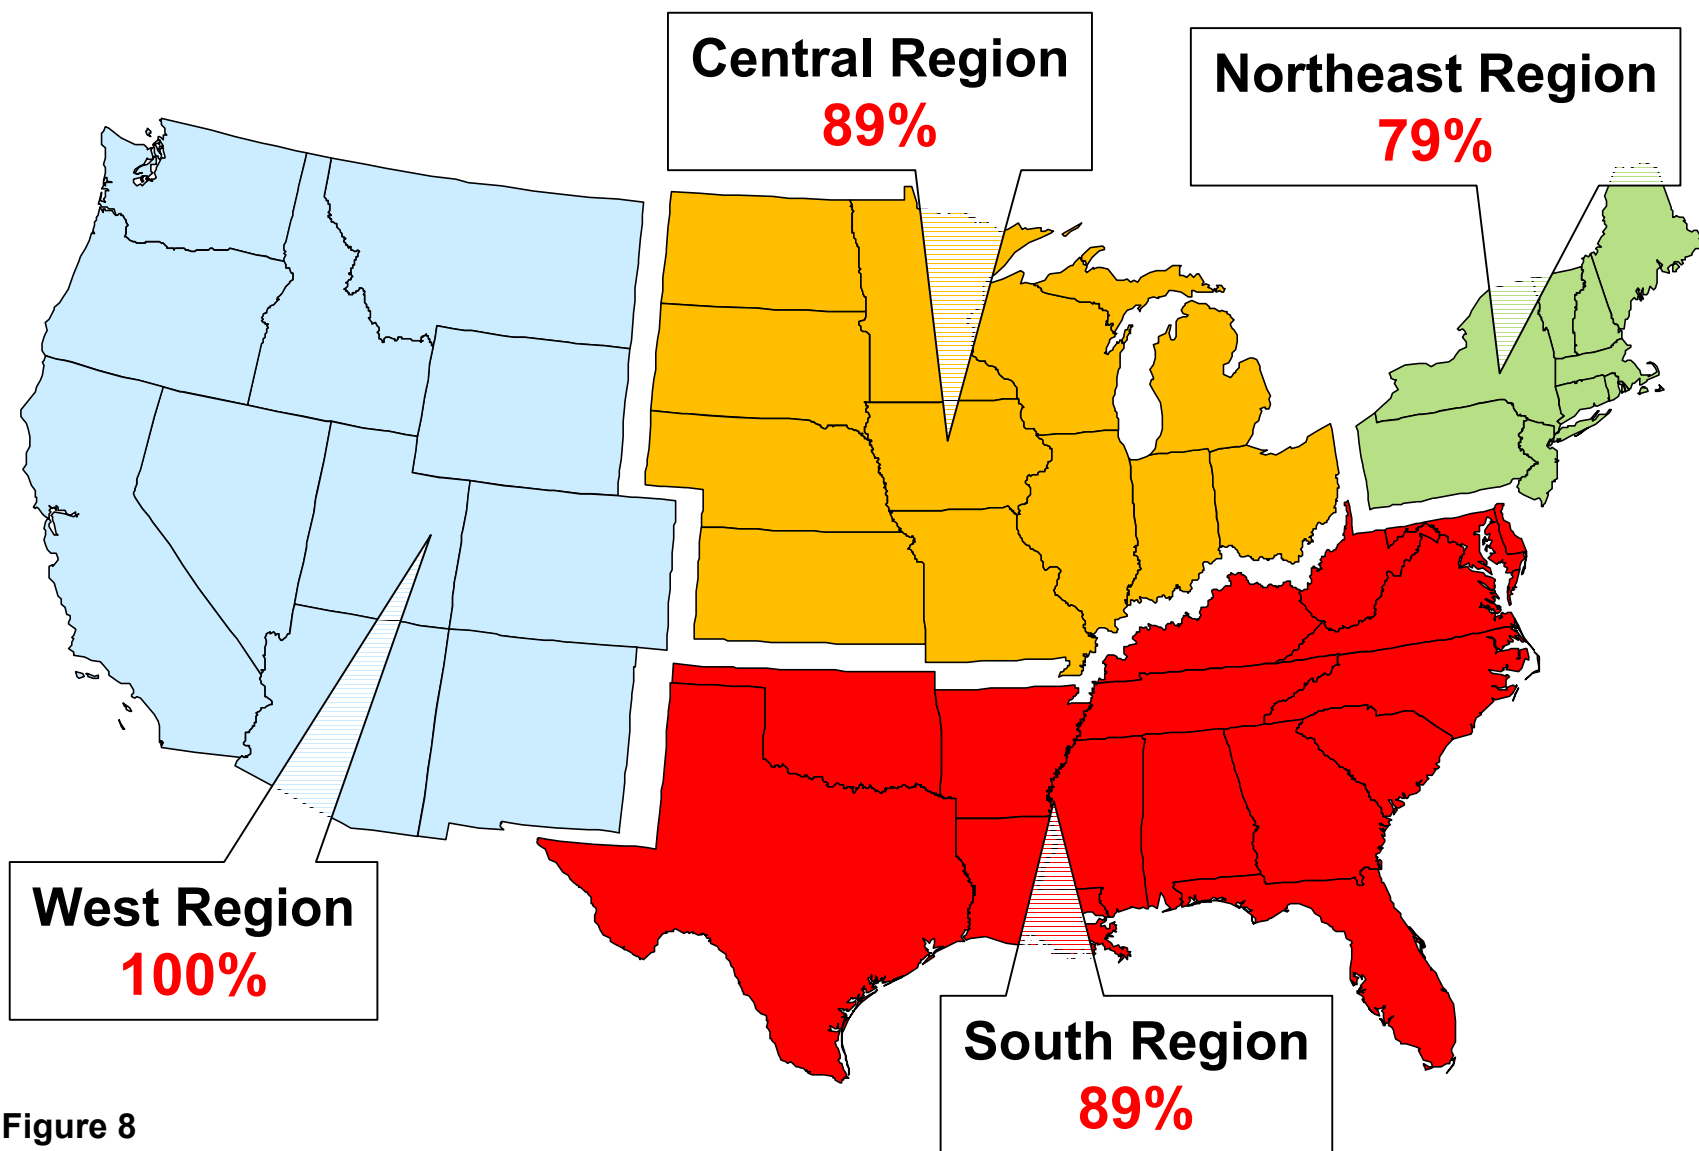 Central Region
89%
Northeast Region
79%
West Region
100%
South Region
89%
Figure 8